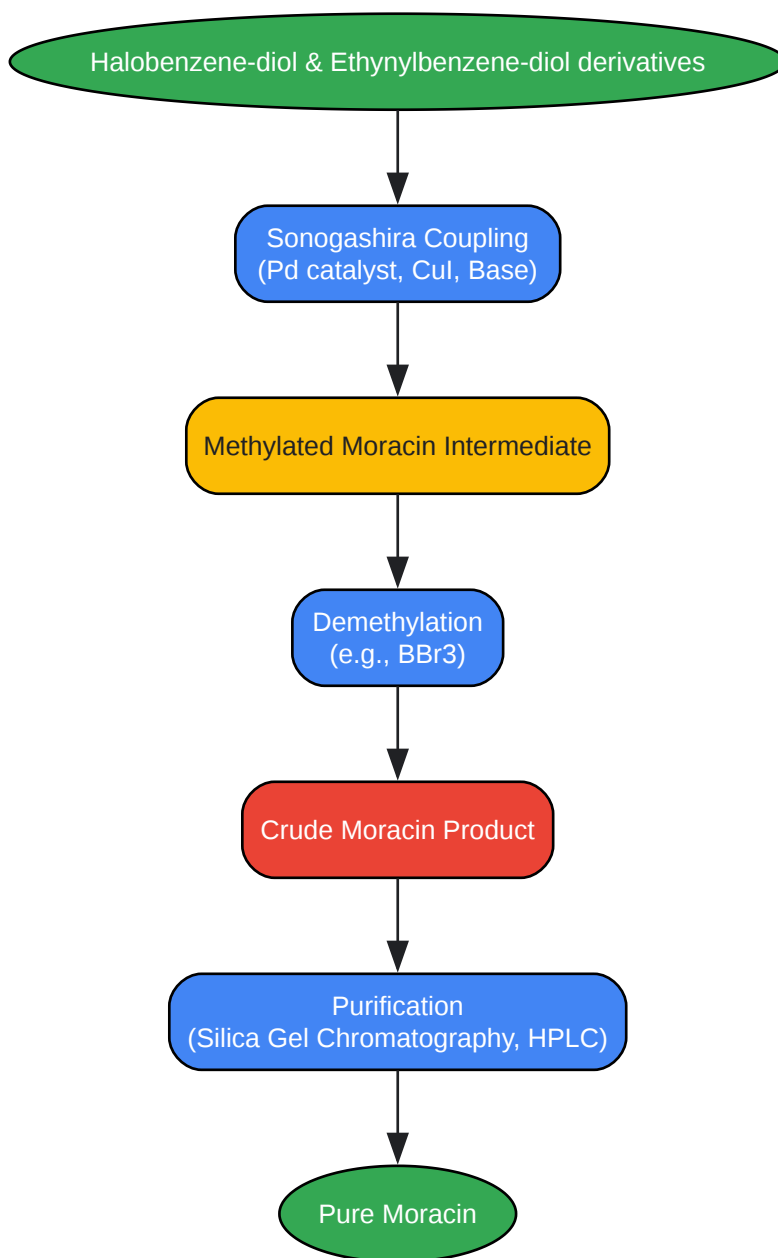 Halobenzene-diol & Ethynylbenzene-diol derivatives
Sonogashira Coupling
(Pd catalyst, CuI, Base)
Methylated Moracin Intermediate
Demethylation
(e.g., BBr3)
Crude Moracin Product
Purification
(Silica Gel Chromatography, HPLC)
Pure Moracin